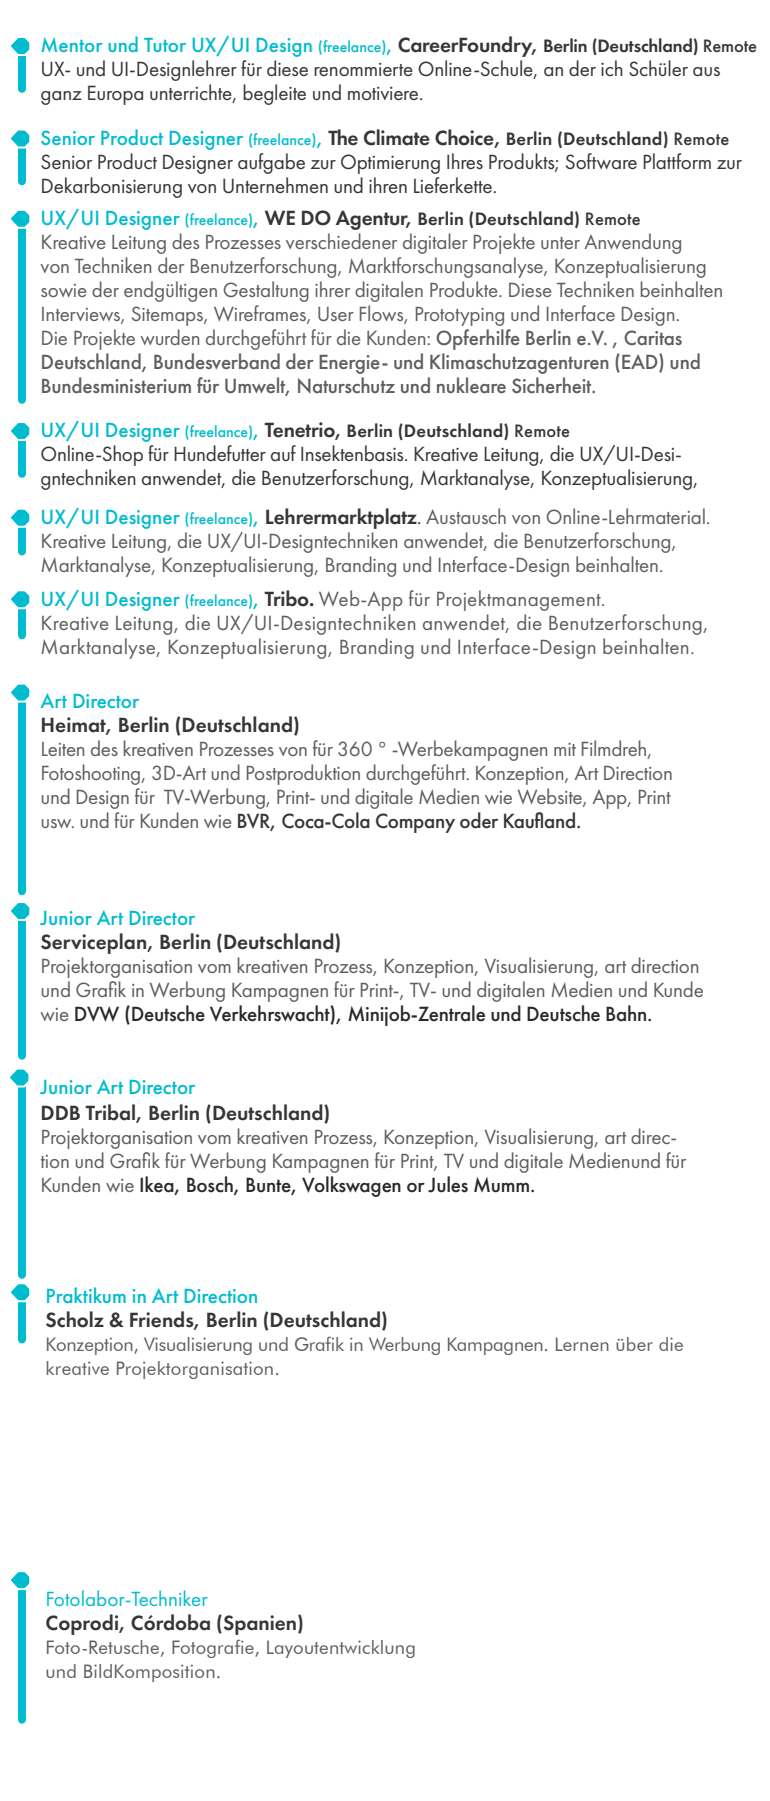 Mentor und Tutor UX/UI Design (freelance), CareerFoundry, Berlin (Deutschland) Remote
UX- und UI-Designlehrer für diese renommierte Online-Schule, an der ich Schüler aus
ganz Europa unterrichte, begleite und motiviere.
Senior Product Designer (freelance), The Climate Choice, Berlin (Deutschland) Remote
Senior Product Designer aufgabe zur Optimierung Ihres Produkts; Software Plattform zur
Dekarbonisierung von Unternehmen und ihren Lieferkette.
UX/UI Designer (freelance), WE DO Agentur, Berlin (Deutschland) Remote
Kreative Leitung des Prozesses verschiedener digitaler Projekte unter Anwendung
von Techniken der Benutzerforschung, Marktforschungsanalyse, Konzeptualisierung
sowie der endgültigen Gestaltung ihrer digitalen Produkte. Diese Techniken beinhalten
Interviews, Sitemaps, Wireframes, User Flows, Prototyping und Interface Design.
Die Projekte wurden durchgeführt für die Kunden: Opferhilfe Berlin e.V. , Caritas
Deutschland, Bundesverband der Energie- und Klimaschutzagenturen (EAD) und
Bundesministerium für Umwelt, Naturschutz und nukleare Sicherheit.
UX/UI Designer (freelance), Tenetrio, Berlin (Deutschland) Remote
Online-Shop für Hundefutter auf Insektenbasis. Kreative Leitung, die UX/UI-Desi-
gntechniken anwendet, die Benutzerforschung, Marktanalyse, Konzeptualisierung,
UX/UI Designer (freelance), Lehrermarktplatz. Austausch von Online-Lehrmaterial.
Kreative Leitung, die UX/UI-Designtechniken anwendet, die Benutzerforschung,
Marktanalyse, Konzeptualisierung, Branding und Interface-Design beinhalten.
UX/UI Designer (freelance), Tribo. Web-App für Projektmanagement.
Kreative Leitung, die UX/UI-Designtechniken anwendet, die Benutzerforschung,
Marktanalyse, Konzeptualisierung, Branding und Interface-Design beinhalten.
Art Director
Heimat, Berlin (Deutschland)
Leiten des kreativen Prozesses von für 360 ° -Werbekampagnen mit Filmdreh,
Fotoshooting, 3D-Art und Postproduktion durchgeführt. Konzeption, Art Direction
und Design für TV-Werbung, Print- und digitale Medien wie Website, App, Print
usw. und für Kunden wie BVR, Coca-Cola Company oder Kaufland.
Junior Art Director
Serviceplan, Berlin (Deutschland)
Projektorganisation vom kreativen Prozess, Konzeption, Visualisierung, art direction
und Grafik in Werbung Kampagnen für Print-, TV- und digitalen Medien und Kunde
wie DVW (Deutsche Verkehrswacht), Minijob-Zentrale und Deutsche Bahn.
Junior Art Director
DDB Tribal, Berlin (Deutschland)
Projektorganisation vom kreativen Prozess, Konzeption, Visualisierung, art direc-
tion und Grafik für Werbung Kampagnen für Print, TV und digitale Medienund für
Kunden wie Ikea, Bosch, Bunte, Volkswagen or Jules Mumm.
Praktikum in Art Direction
Scholz & Friends, Berlin (Deutschland)
Konzeption, Visualisierung und Grafik in Werbung Kampagnen. Lernen über die
kreative Projektorganisation.
Fotolabor-Techniker
Coprodi, Córdoba (Spanien)
Foto-Retusche, Fotografie, Layoutentwicklung
und BildKomposition.